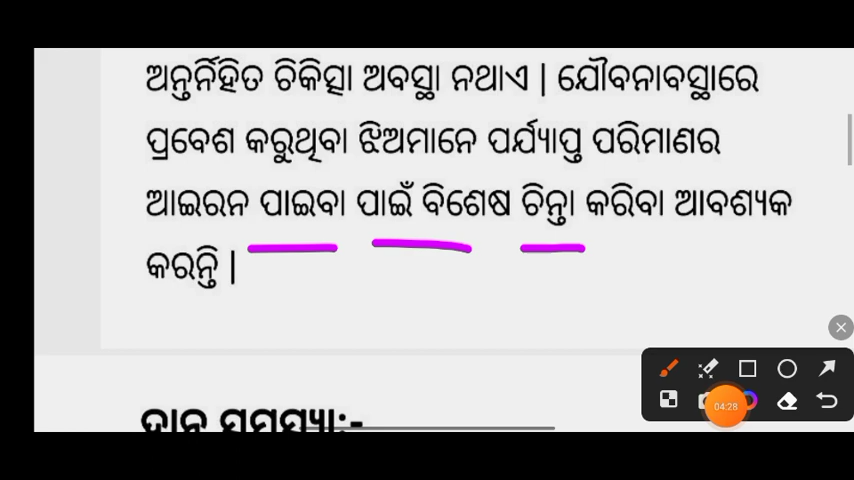 ଅନ୍ତର୍ନିହିତ ଚିକିତ୍ସା ଅବସ୍ଥା ନଥାଏ | ଯୌବନାବସ୍ଥାରେ
ପ୍ରବେଶ କରୁଥିବା ଝିଅମାନେ ପର୍ଯ୍ୟାପ୍ତ ପରିମାଣର
ଆଇରନ ପାଇବା ପାଇଁ ବିଶେଷ ଚିନ୍ତା କରିବା ଆବଶ୍ୟକ
କରନ୍ତି |
04:28
ଦାନ୍ତ ସମସ୍ୟା:-